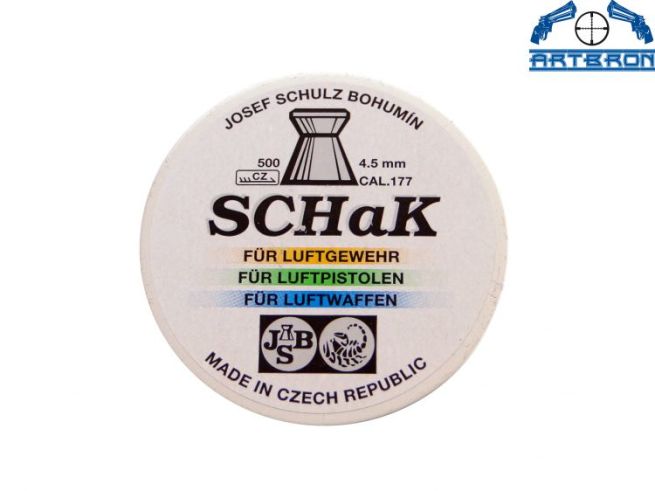 ARTBRON
JOSEF SCHULZ BOHUMÍN
500
4.5 mm
CZ
CAL.177
SCHaK
FÜR LUFTGEWEHR
FÜR LUFTPISTOLEN
FÜR LUFTWAFFEN
JSB
MADE IN CZECH REPUBLIC